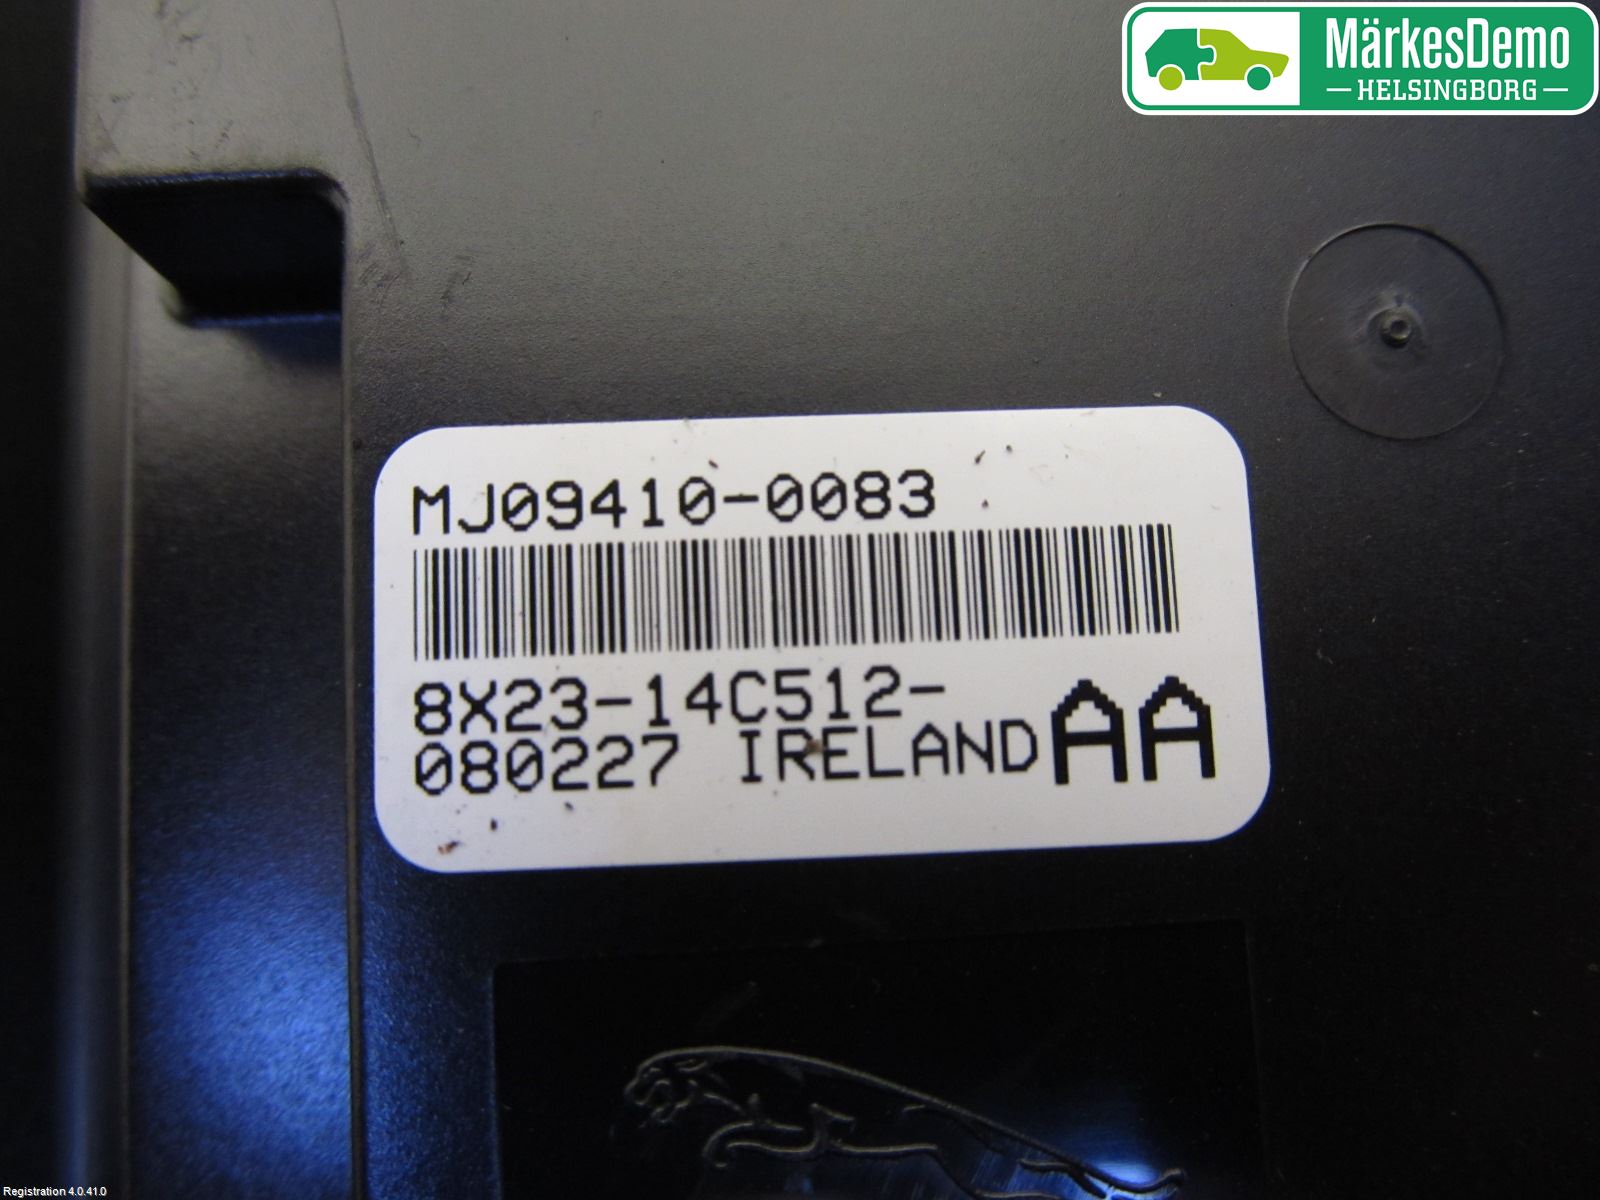 MärkesDemo
HELSINGBORG
MJ09410-0083
8X23-14C512-AA
080227 IRELAND
Registration 4.0.41.0